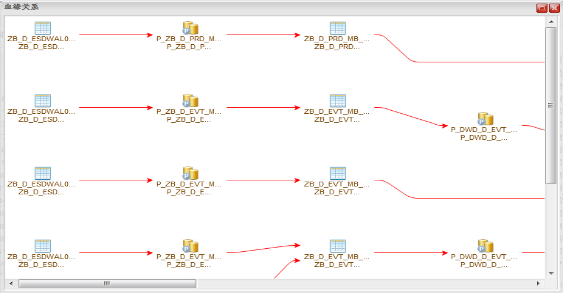 血缘关系
ZB_D_ESDWAL0...
ZB_D_ESD...
P_ZB_D_PRD_M...
P_ZB_D_P...
ZB_D_PRD_MB_...
ZB_D_PRD...
ZB_D_ESDWAL0...
ZB_D_ESD...
P_ZB_D_EVT_M...
P_ZB_D_E...
ZB_D_EVT_MB_...
ZB_D_EVT...
P_DWD_D_EVT_...
P_DWD_D_...
ZB_D_ESDWAL0...
ZB_D_ESD...
P_ZB_D_EVT_M...
P_ZB_D_E...
ZB_D_EVT_MB_...
ZB_D_EVT...
ZB_D_ESDWAL0...
ZB_D_ESD...
P_ZB_D_EVT_M...
P_ZB_D_E...
ZB_D_EVT_MB_...
ZB_D_EVT...
P_DWD_D_EVT_...
P_DWD_D_...